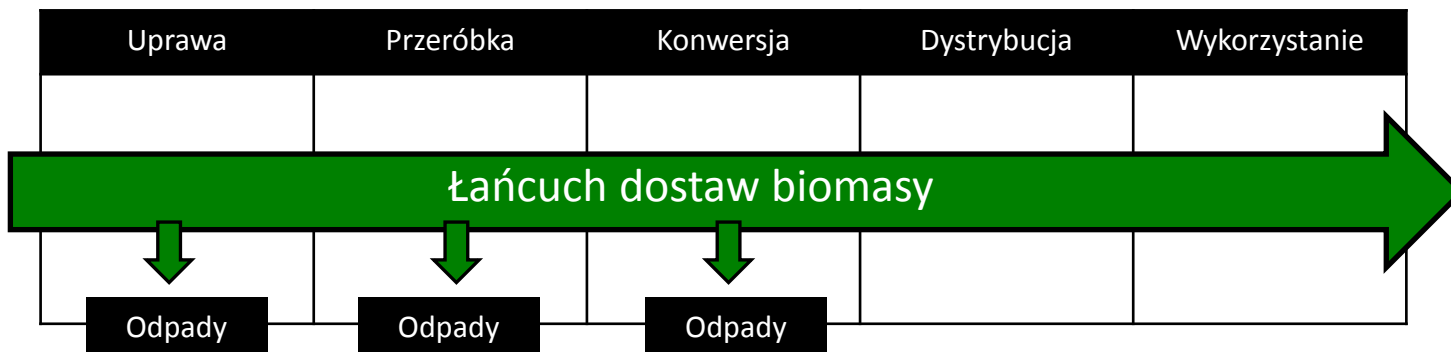 Uprawa
Przeróbka
Konwersja
Dystrybucja
Wykorzystanie
Łańcuch dostaw biomasy
Odpady
Odpady
Odpady